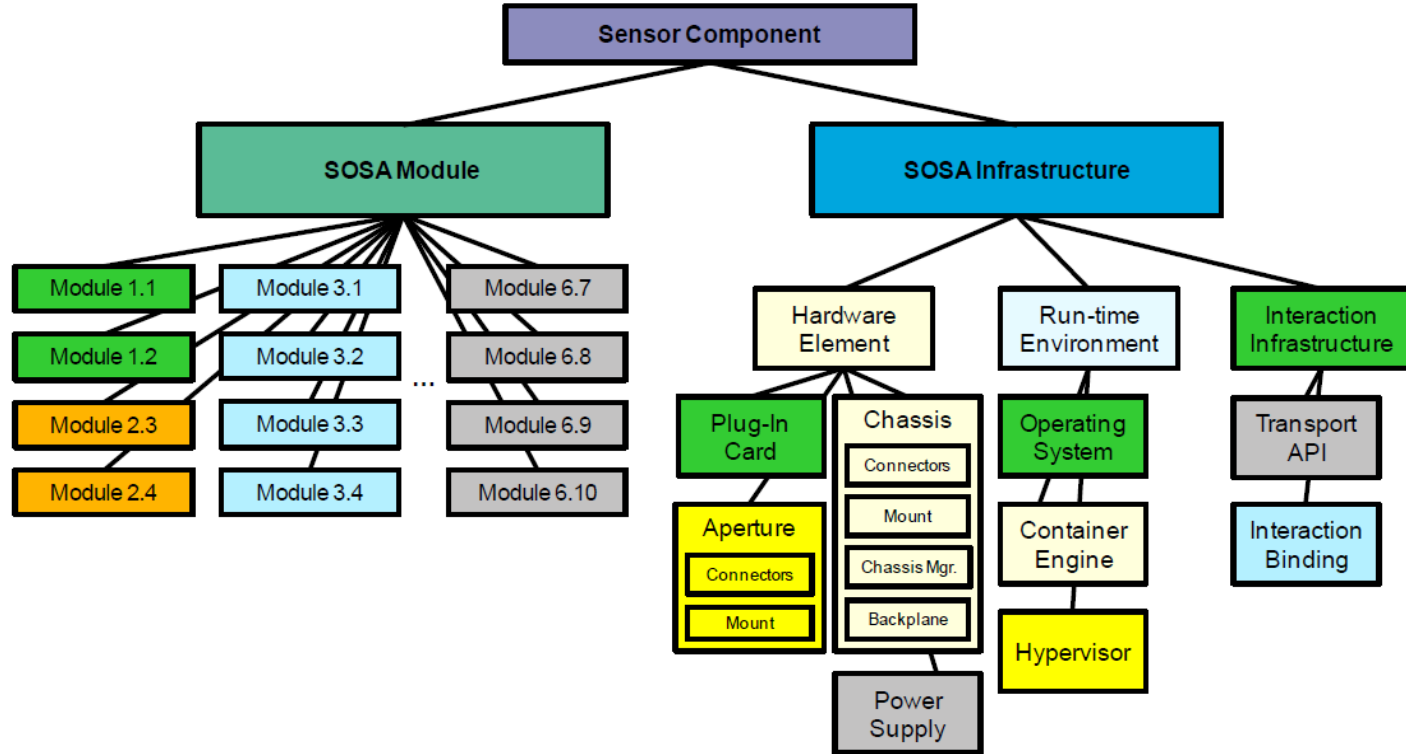 Sensor Component
SOSA Module
SOSA Infrastructure
Module 1.1
Module 3.1
Module 6.7
Module 1.2
Module 3.2
Module 6.8
...
Module 2.3
Module 3.3
Module 6.9
Module 2.4
Module 3.4
Module 6.10
Hardware
Element
Run-time
Environment
Interaction
Infrastructure
Plug-In
Card
Aperture
Connectors
Mount
Chassis
Connectors
Mount
Chassis Mgr.
Backplane
Power
Supply
Operating
System
Container
Engine
Hypervisor
Transport
API
Interaction
Binding